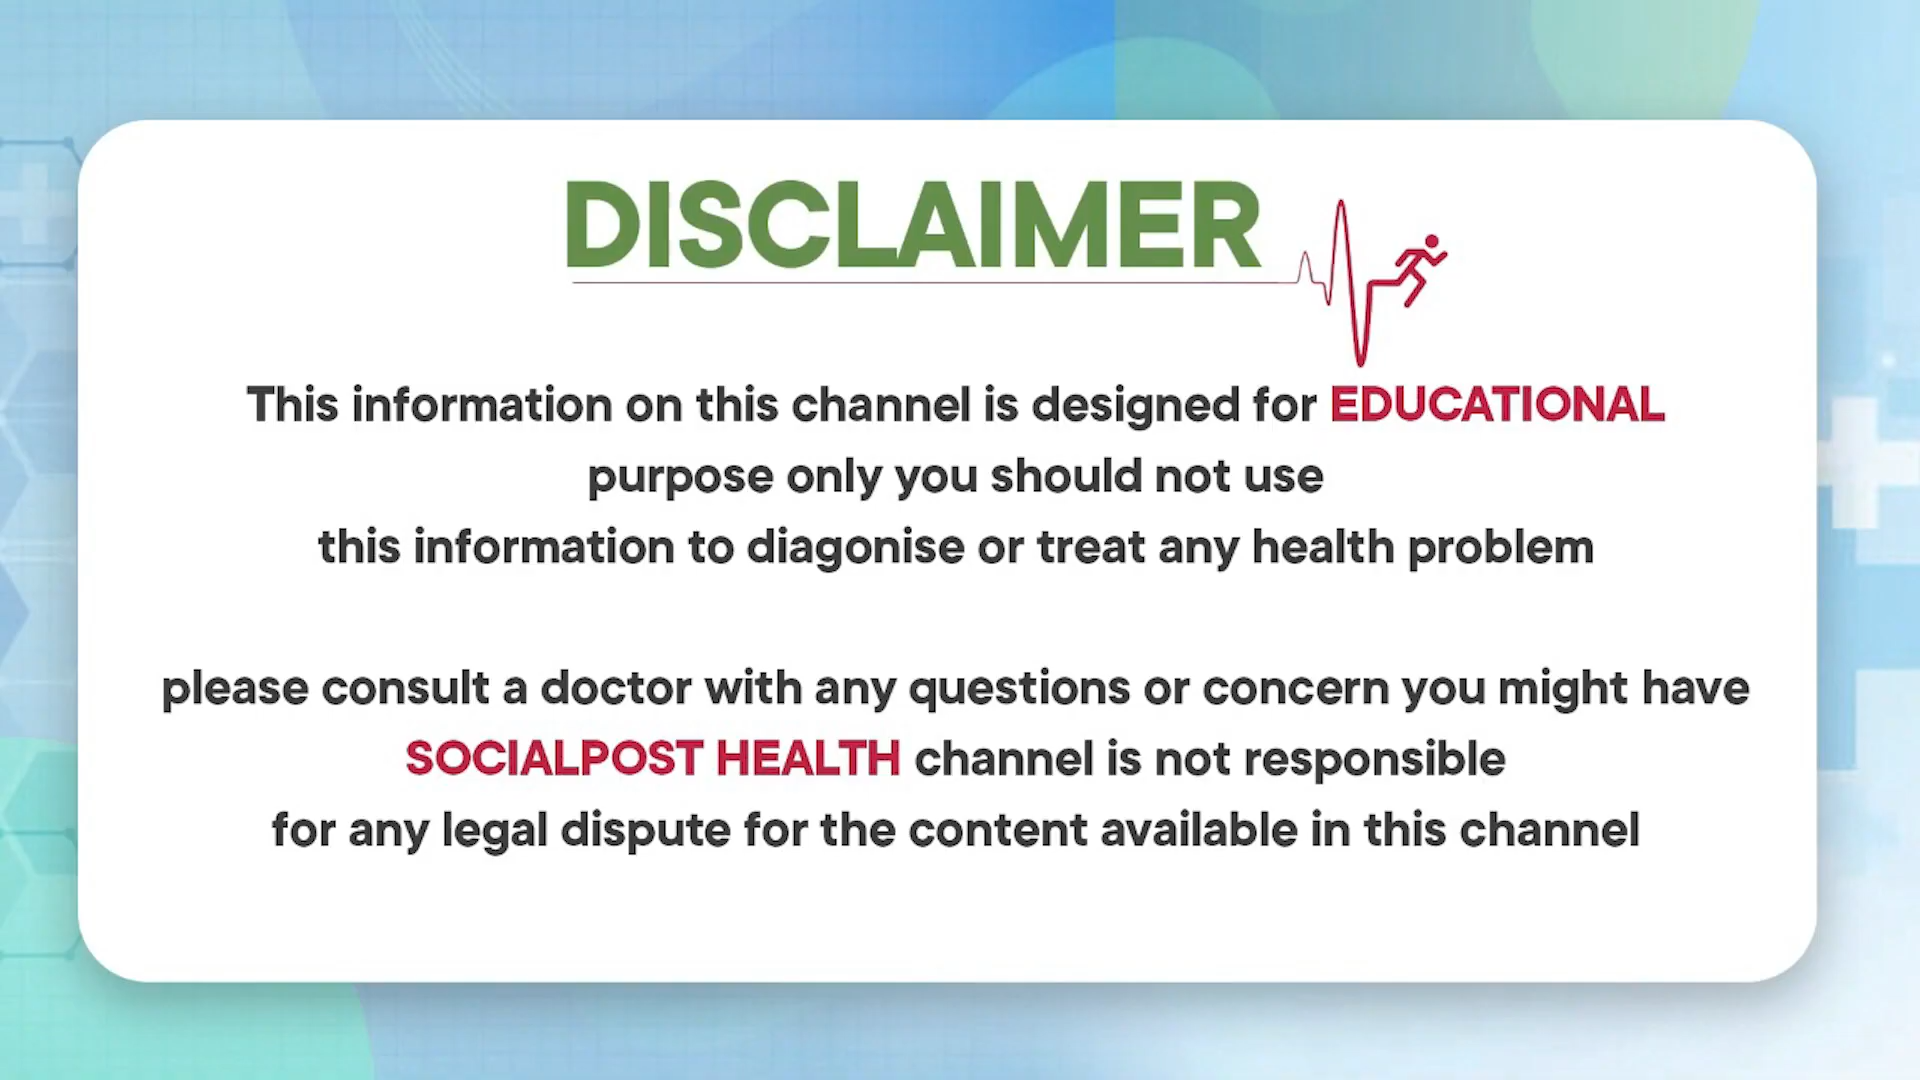 DISCLAIMER
This information on this channel is designed for EDUCATIONAL
purpose only you should not use
this information to diagonise or treat any health problem
please consult a doctor with any questions or concern you might have
SOCIALPOST HEALTH channel is not responsible
for any legal dispute for the content available in this channel